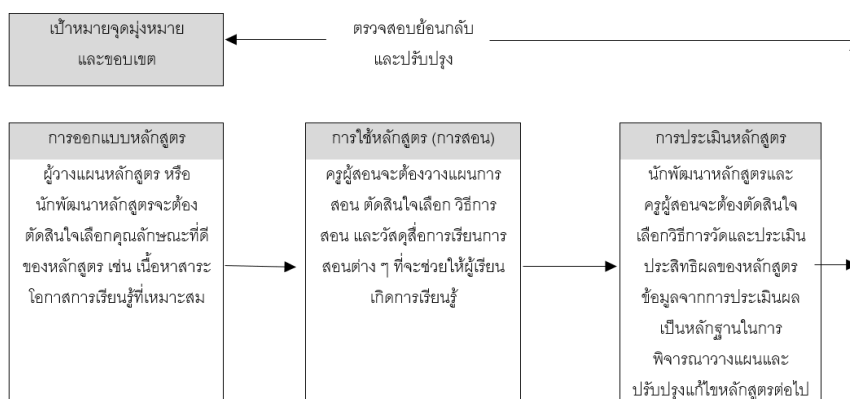 เป้าหมายจุดมุ่งหมาย
และขอบเขต
ตรวจสอบย้อนกลับ
และปรับปรุง
การออกแบบหลักสูตร
ผู้วางแผนหลักสูตร หรือ
นักพัฒนาหลักสูตรจะต้อง
ตัดสินใจเลือกคุณลักษณะที่ดี
ของหลักสูตร เช่น เนื้อหาสาระ
โอกาสการเรียนรู้ที่เหมาะสม
การใช้หลักสูตร (การสอน)
ครูผู้สอนจะต้องวางแผนการ
สอน ตัดสินใจเลือก วิธีการ
สอน และวัสดุสื่อการเรียนการ
สอนต่าง ๆ ที่จะช่วยให้ผู้เรียน
เกิดการเรียนรู้
การประเมินหลักสูตร
นักพัฒนาหลักสูตรและ
ครูผู้สอนจะต้องตัดสินใจ
เลือกวิธีการวัดและประเมิน
ประสิทธิผลของหลักสูตร
ข้อมูลจากการประเมินผล
เป็นหลักฐานในการ
พิจารณาวางแผนและ
ปรับปรุงแก้ไขหลักสูตรต่อไป